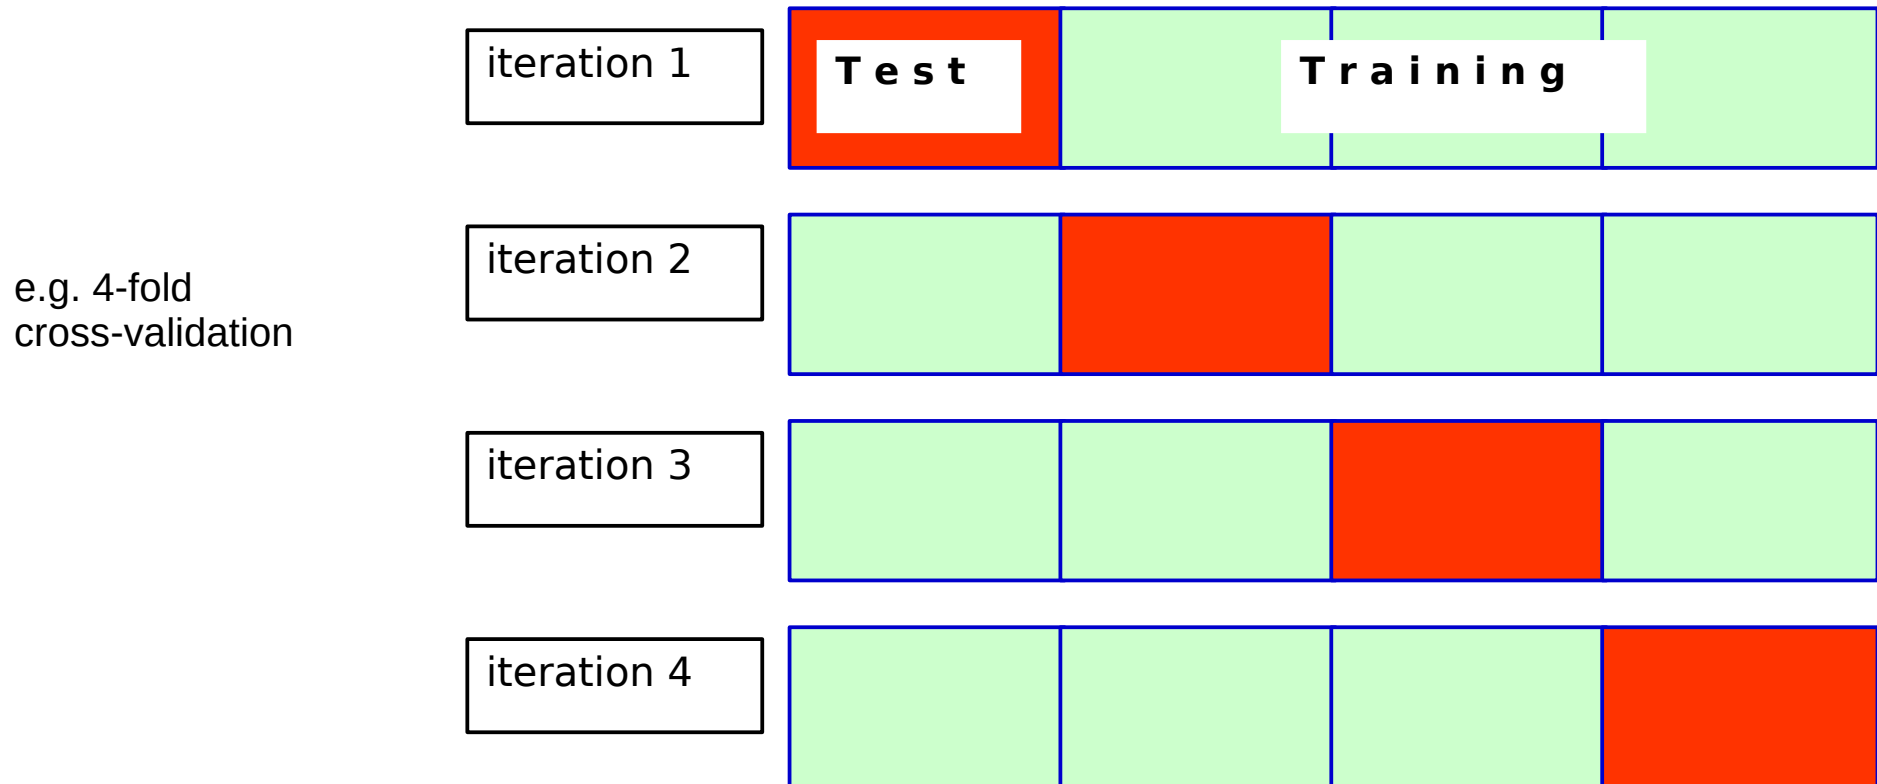 iteration 1
Test
Training
iteration 2
e.g. 4-fold
cross-validation
iteration 3
iteration 4